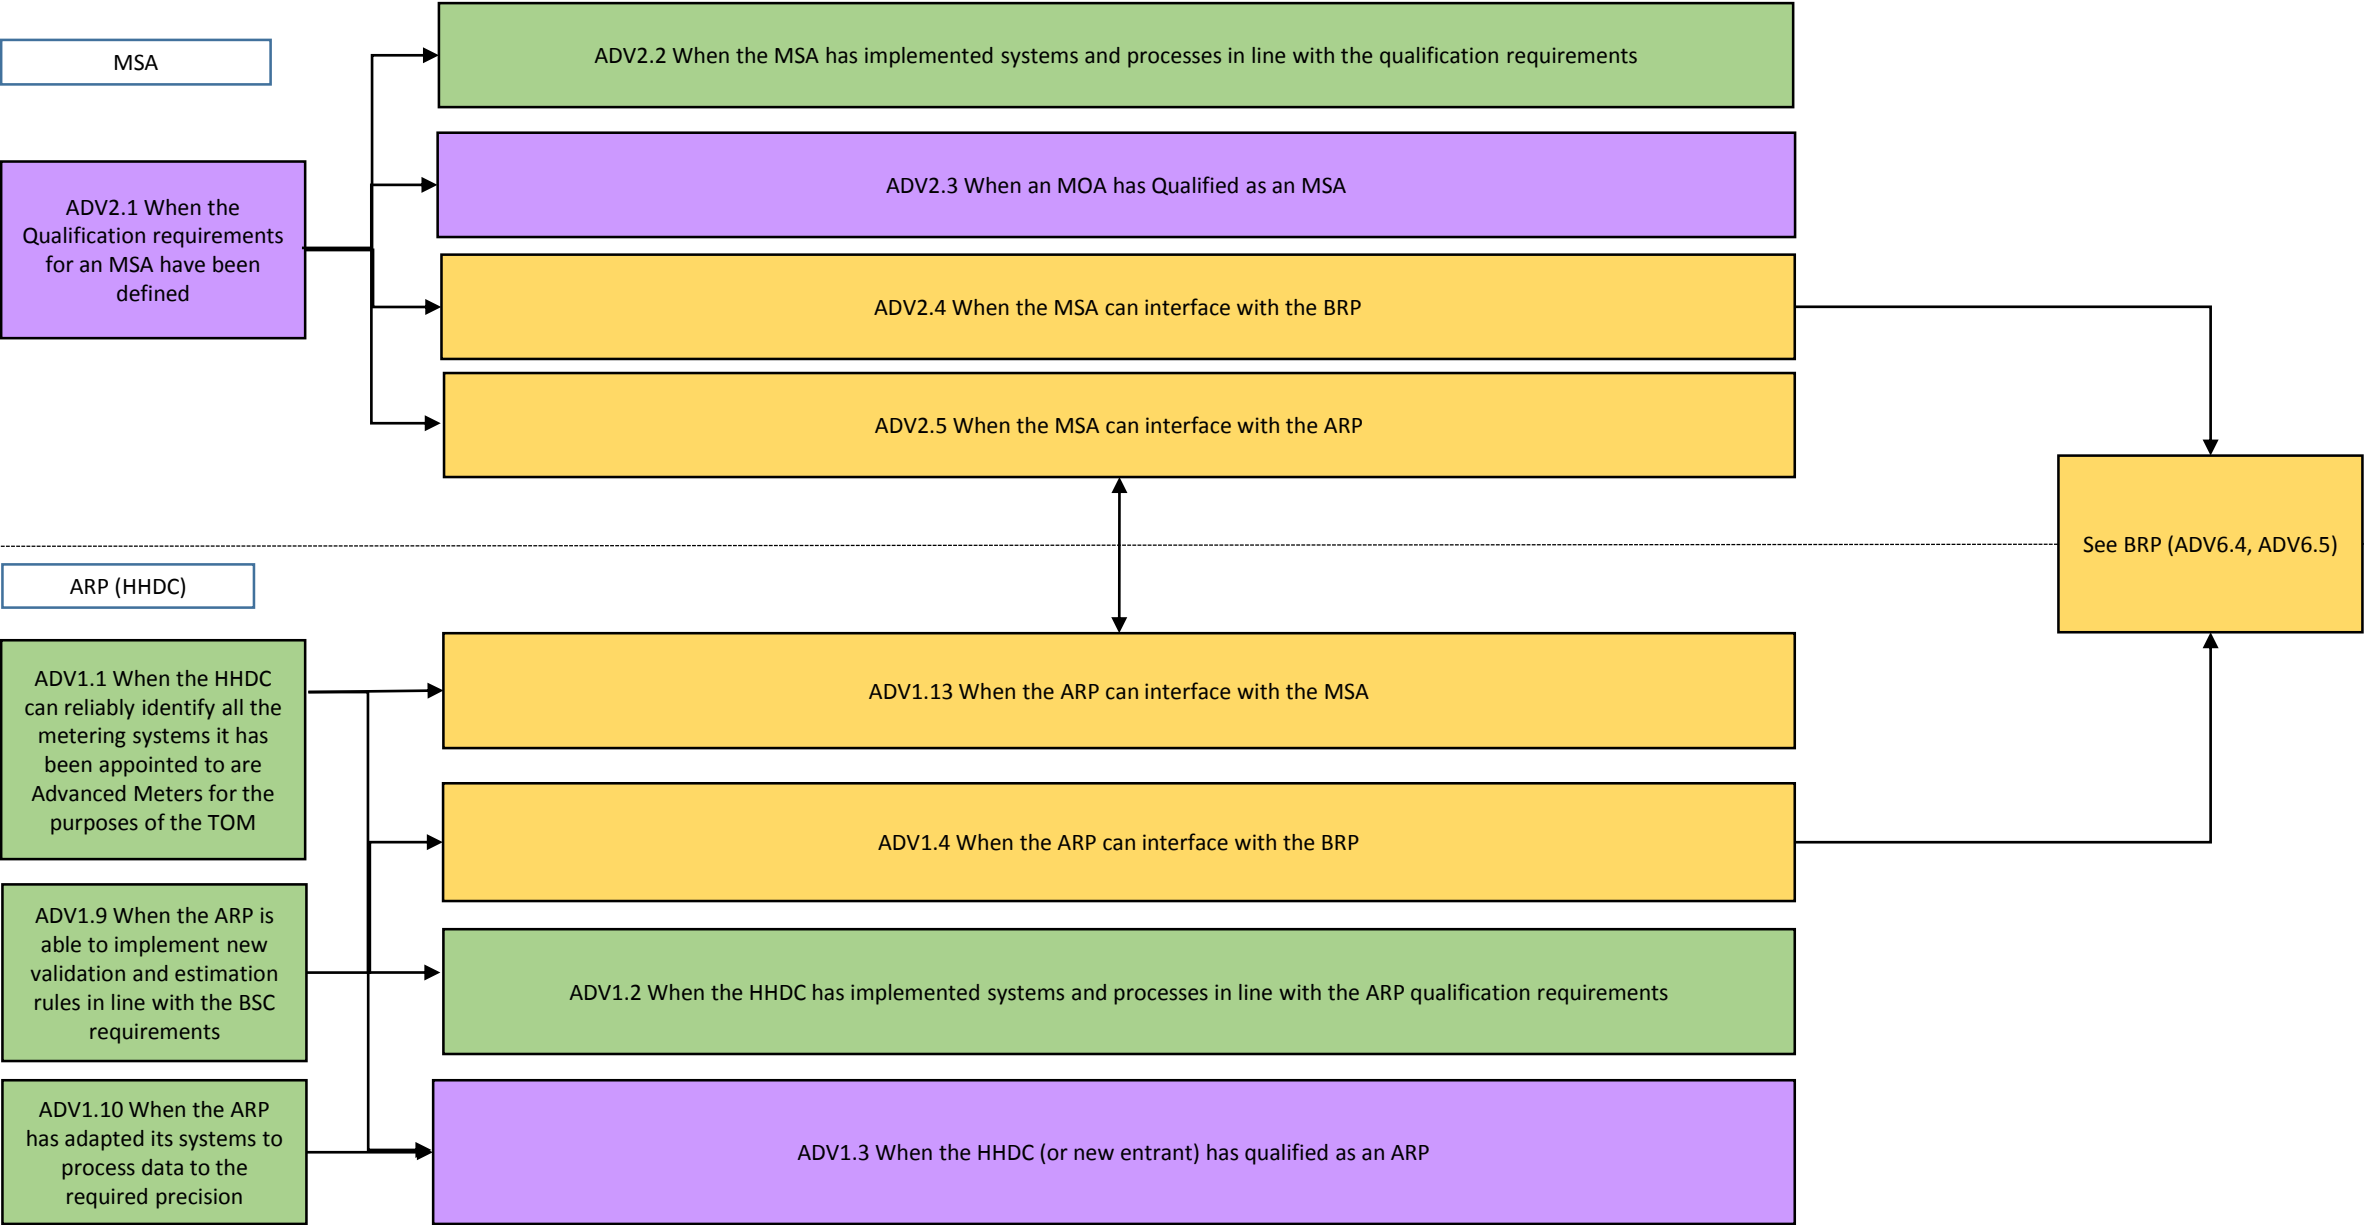 MSA
ADV2.2 When the MSA has implemented systems and processes in line with the qualification requirements
ADV2.3 When an MOA has Qualified as an MSA
ADV2.1 When the
Qualification requirements
for an MSA have been
defined
ADV2.4 When the MSA can interface with the BRP
ADV2.5 When the MSA can interface with the ARP
See BRP (ADV6.4, ADV6.5)
ARP (HHDC)
ADV1.1 When the HHDC
can reliably identify all the
metering systems it has
been appointed to are
Advanced Meters for the
purposes of the TOM
ADV1.13 When the ARP can interface with the MSA
ADV1.4 When the ARP can interface with the BRP
ADV1.9 When the ARP is
able to implement new
validation and estimation
rules in line with the BSC
requirements
ADV1.2 When the HHDC has implemented systems and processes in line with the ARP qualification requirements
ADV1.10 When the ARP
has adapted its systems to
process data to the
required precision
ADV1.3 When the HHDC (or new entrant) has qualified as an ARP